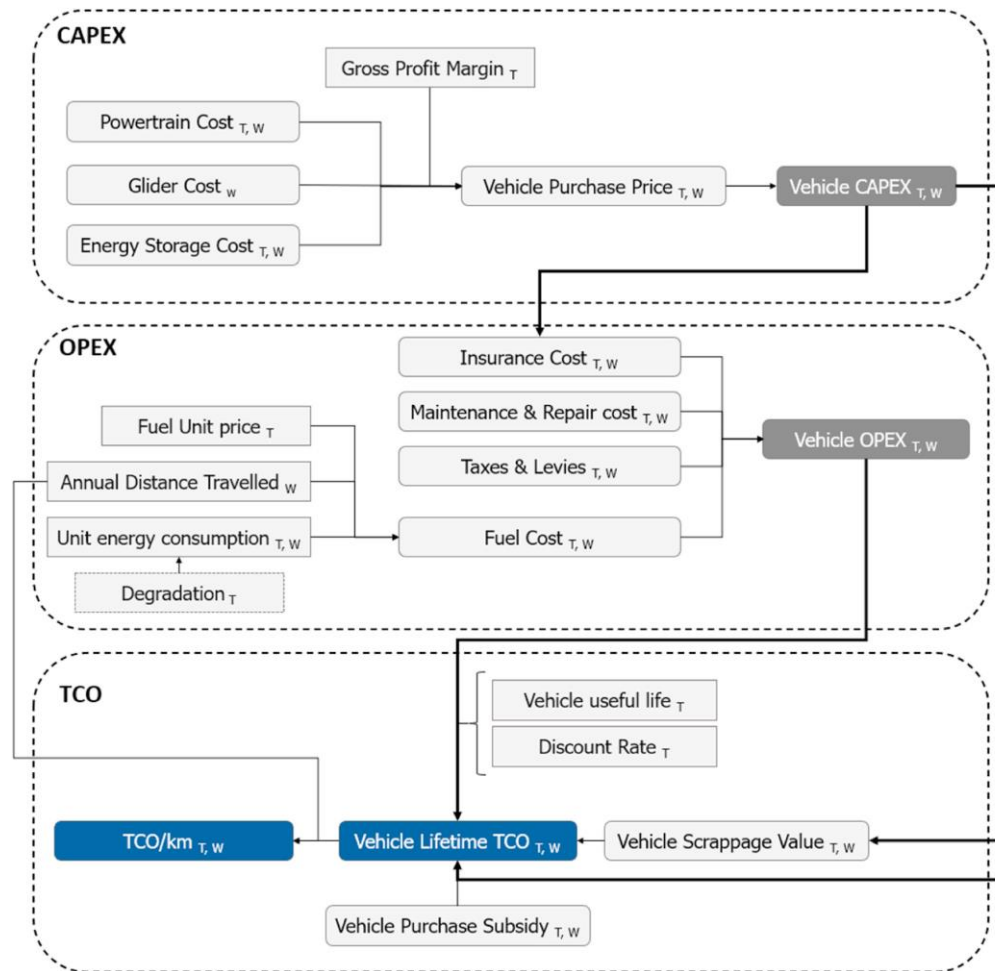 CAPEX
Gross Profit Margin T
Powertrain Cost T, W
Glider Cost W
Vehicle Purchase Price T, W
Vehicle CAPEX T, W
Energy Storage Cost T, W
OPEX
Insurance Cost T, W
Maintenance & Repair cost T, W
Fuel Unit price T
Vehicle OPEX T, W
Taxes & Levies T, W
Annual Distance Travelled W
Unit energy consumption T, W
Fuel Cost T, W
Degradation T
TCO
Vehicle useful life T
Discount Rate T
TCO/km T, W
Vehicle Lifetime TCO T, W
Vehicle Scrappage Value T, W
Vehicle Purchase Subsidy T, W